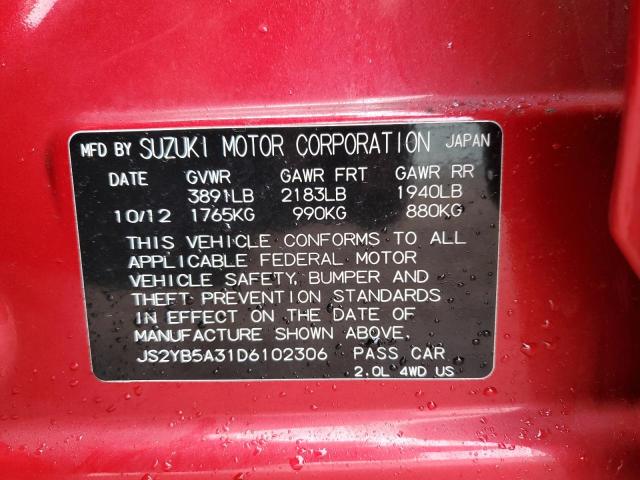 MFD BY SUZUKI MOTOR CORPORATION JAPAN
DATE GVWR GAWR FRT GAWR RR
3891LB 2183LB 1940LB
10/12 1765KG 990KG 880KG
THIS VEHICLE CONFORMS TO ALL
APPLICABLE FEDERAL MOTOR
VEHICLE SAFETY, BUMPER AND
THEFT PREVENTION STANDARDS
IN EFFECT ON THE DATE OF
MANUFACTURE SHOWN ABOVE.
JS2YB5A31D6102306 PASS CAR
2.0L 4WD US